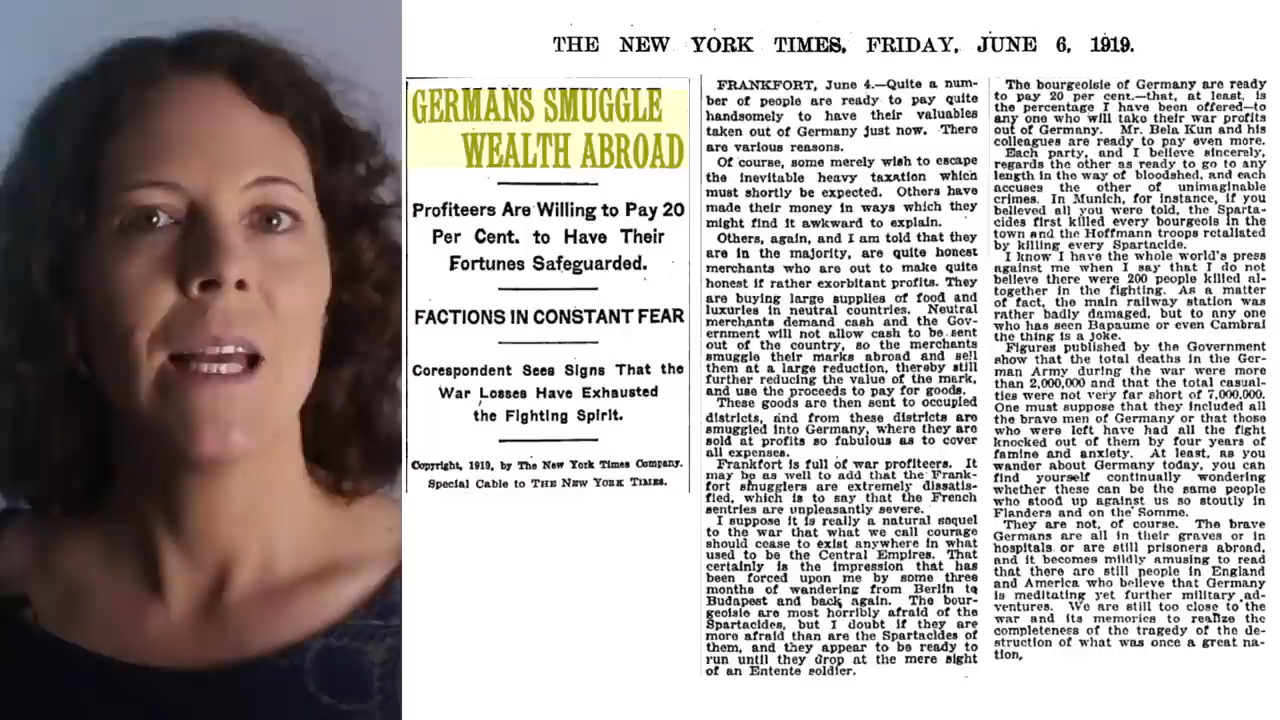 THE NEW YORK TIMES, FRIDAY, JUNE 6, 1919.
GERMANS SMUGGLE
WEALTH ABROAD
Profiteers Are Willing to Pay 20
Per Cent. to Have Their
Fortunes Safeguarded.
FACTIONS IN CONSTANT FEAR
Corespondent Sees Signs That the
War Losses Have Exhausted
the Fighting Spirit.
Copyright, 1919, by The New York Times Company.
Special Cable to THE NEW YORK TIMES.
FRANKFORT, June 4.—Quite a num-
ber of people are ready to pay quite
handsomely to have their valuables
taken out of Germany just now. There
are various reasons.
Of course, some merely wish to escape
the inevitable heavy taxation which
must shortly be expected. Others have
made their money in ways which they
might find it awkward to explain.
Others, again, and I am told that they
are in the majority, are quite honest
merchants who are out to make quite
honest if rather exorbitant profits. They
are buying large supplies of food and
luxuries in neutral countries. Neutral
merchants demand cash and the Gov-
ernment will not allow cash to be sent
out of the country, so the merchants
smuggle their marks abroad and sell
them at a large reduction, thereby still
further reducing the value of the mark,
and use the proceeds to pay for goods.
These goods are then sent to occupied
districts, and from these districts are
smuggled into Germany, where they are
sold at profits so fabulous as to cover
all expenses.
Frankfort is full of war profiteers. It
may be as well to add that the Frank-
fort smugglers are extremely dissatis-
fied, which is to say that the French
sentries are unpleasantly severe.
I suppose it is really a natural sequel
to the war that what we call courage
should cease to exist anywhere in what
used to be the Central Empires. That
certainly is the impression that has
been forced upon me by some three
months of wandering from Berlin to
Budapest and back again. The bour-
geoisie are most horribly afraid of the
Spartacides, but I doubt if they are
more afraid than are the Spartacides of
them, and they appear to be ready to
run until they drop at the mere sight
of an Entente soldier.
The bourgeoisie of Germany are ready
to pay 20 per cent.—that, at least, is
the percentage I have been offered—to
any one who will take their war profits
out of Germany. Mr. Bela Kun and his
colleagues are ready to pay even more.
Each party, and I believe sincerely,
regards the other as ready to go to any
length in the way of bloodshed, and each
accuses the other of unimaginable
crimes. In Munich, for instance, if you
believed all you were told, the Sparta-
cides first killed every bourgeois in the
town and the Hoffmann troops retaliated
by killing every Spartacide.
I know I have the whole world's press
against me when I say that I do not
believe there were 200 people killed al-
together in the fighting. As a matter
of fact, the main railway station was
rather badly damaged, but to any one
who has seen Bapaume or even Cambrai
the thing is a joke.
Figures published by the Government
show that the total deaths in the Ger-
man Army during the war were more
than 2,000,000 and that the total casual-
ties were not very far short of 7,000,000.
One must suppose that they included all
the brave men of Germany or that those
who were left have had all the fight
knocked out of them by four years of
famine and anxiety. At least, as you
wander about Germany today, you can
find yourself continually wondering
whether these can be the same people
who stood up against us so stoutly in
Flanders and on the Somme.
They are not, of course. The brave
Germans are all in their graves or in
hospitals or are still prisoners abroad,
and it becomes mildly amusing to read
that there are still people in England
and America who believe that Germany
is meditating yet further military ad-
ventures. We are still too close to the
war and its memories to realize the
completeness of the tragedy of the de-
struction of what was once a great na-
tion,